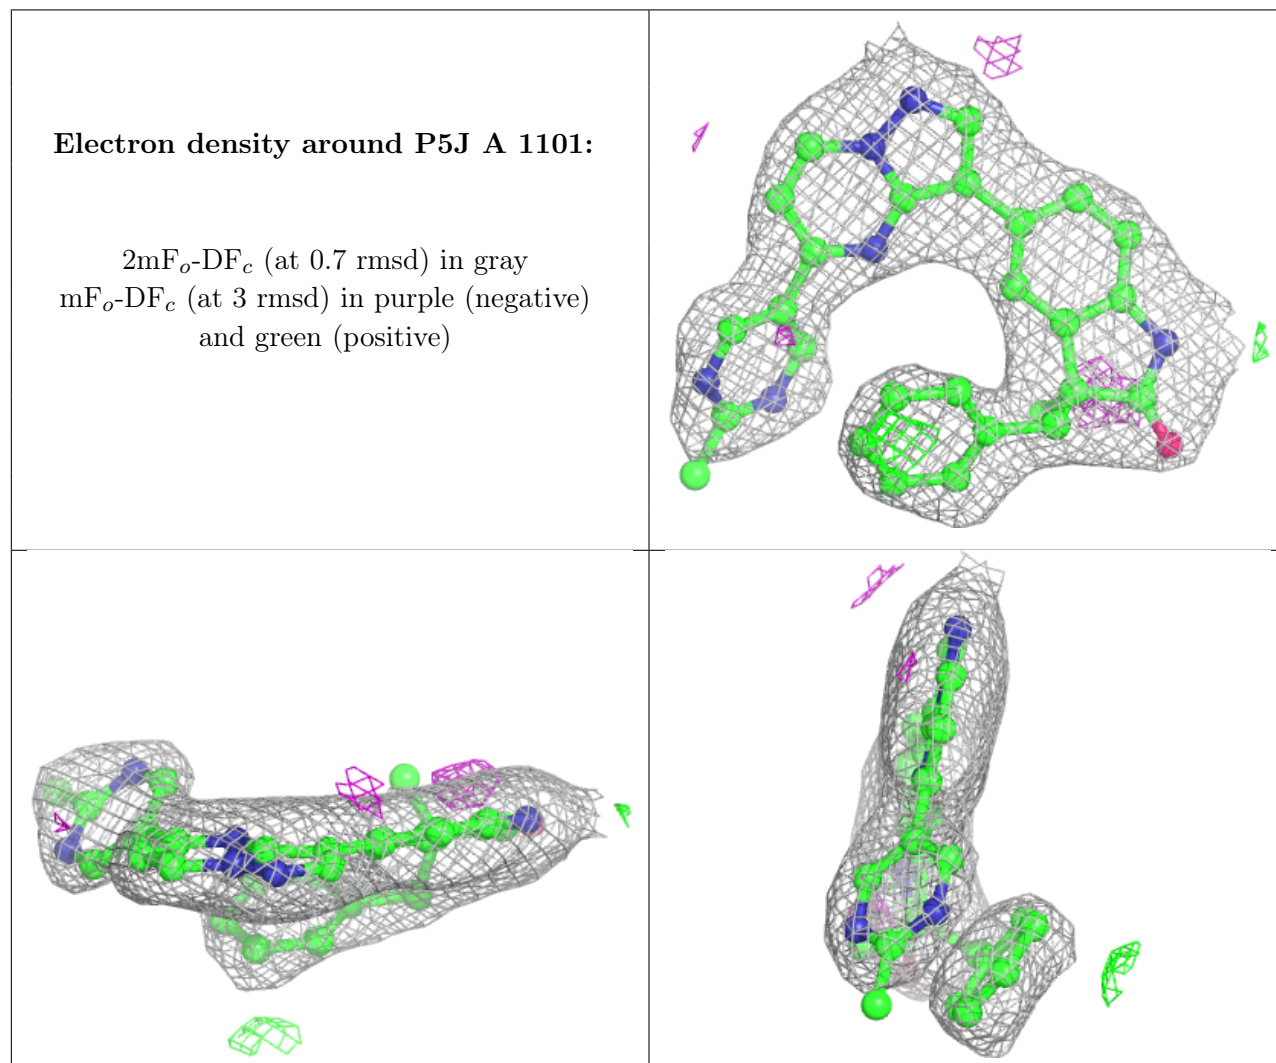 Electron density around P5J A 1101:
2mFo-DFc (at 0.7 rmsd) in gray
mFo-DFc (at 3 rmsd) in purple (negative)
and green (positive)